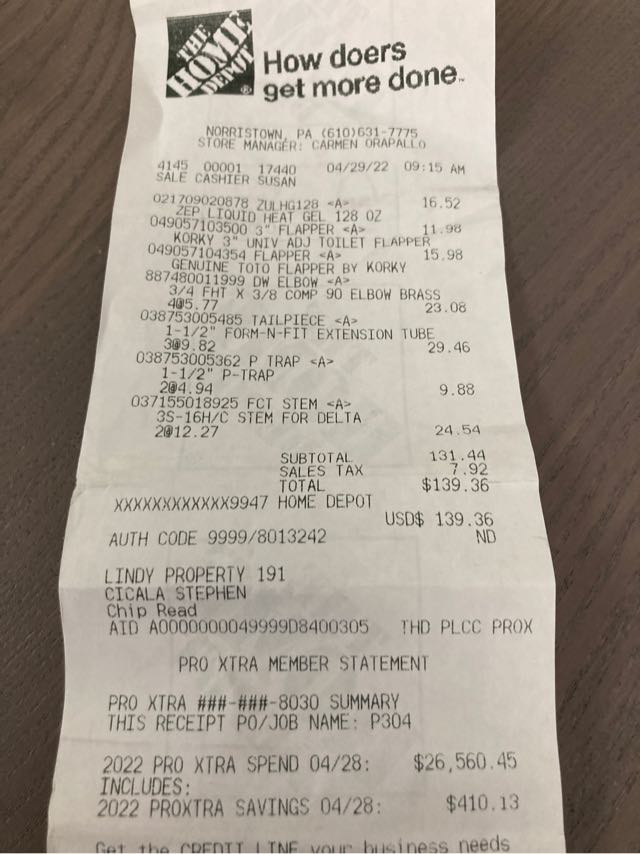 THE
HOME
DEPOT
®
How doers
get more done™
NORRISTOWN, PA (610)631-7775
STORE MANAGER: CARMEN ORAPALLO
4145 00001 17440 04/29/22 09:15 AM
SALE CASHIER SUSAN
021709020878 ZULHG128 <A> 16.52
ZEP LIQUID HEAT GEL 128 OZ
049057103500 3" FLAPPER <A> 11.98
KORKY 3" UNIV ADJ TOILET FLAPPER
049057104354 FLAPPER <A> 15.98
GENUINE TOTO FLAPPER BY KORKY
887480011999 DW ELBOW <A>
3/4 FHT X 3/8 COMP 90 ELBOW BRASS
4@5.77 23.08
038753005485 TAILPIECE <A>
1-1/2" FORM-N-FIT EXTENSION TUBE
3@9.82 29.46
038753005362 P TRAP <A>
1-1/2" P-TRAP
2@4.94 9.88
037155018925 FCT STEM <A>
3S-16H/C STEM FOR DELTA
2@12.27 24.54
SUBTOTAL 131.44
SALES TAX 7.92
TOTAL $139.36
XXXXXXXXXXXX9947 HOME DEPOT
USD$ 139.36
AUTH CODE 9999/8013242 ND
LINDY PROPERTY 191
CICALA STEPHEN
Chip Read
AID A0000000049999D8400305 THD PLCC PROX
PRO XTRA MEMBER STATEMENT
PRO XTRA ###-###-8030 SUMMARY
THIS RECEIPT PO/JOB NAME: P304
2022 PRO XTRA SPEND 04/28: $26,560.45
INCLUDES:
2022 PROXTRA SAVINGS 04/28: $410.13
Get the CREDIT LINE your business needs